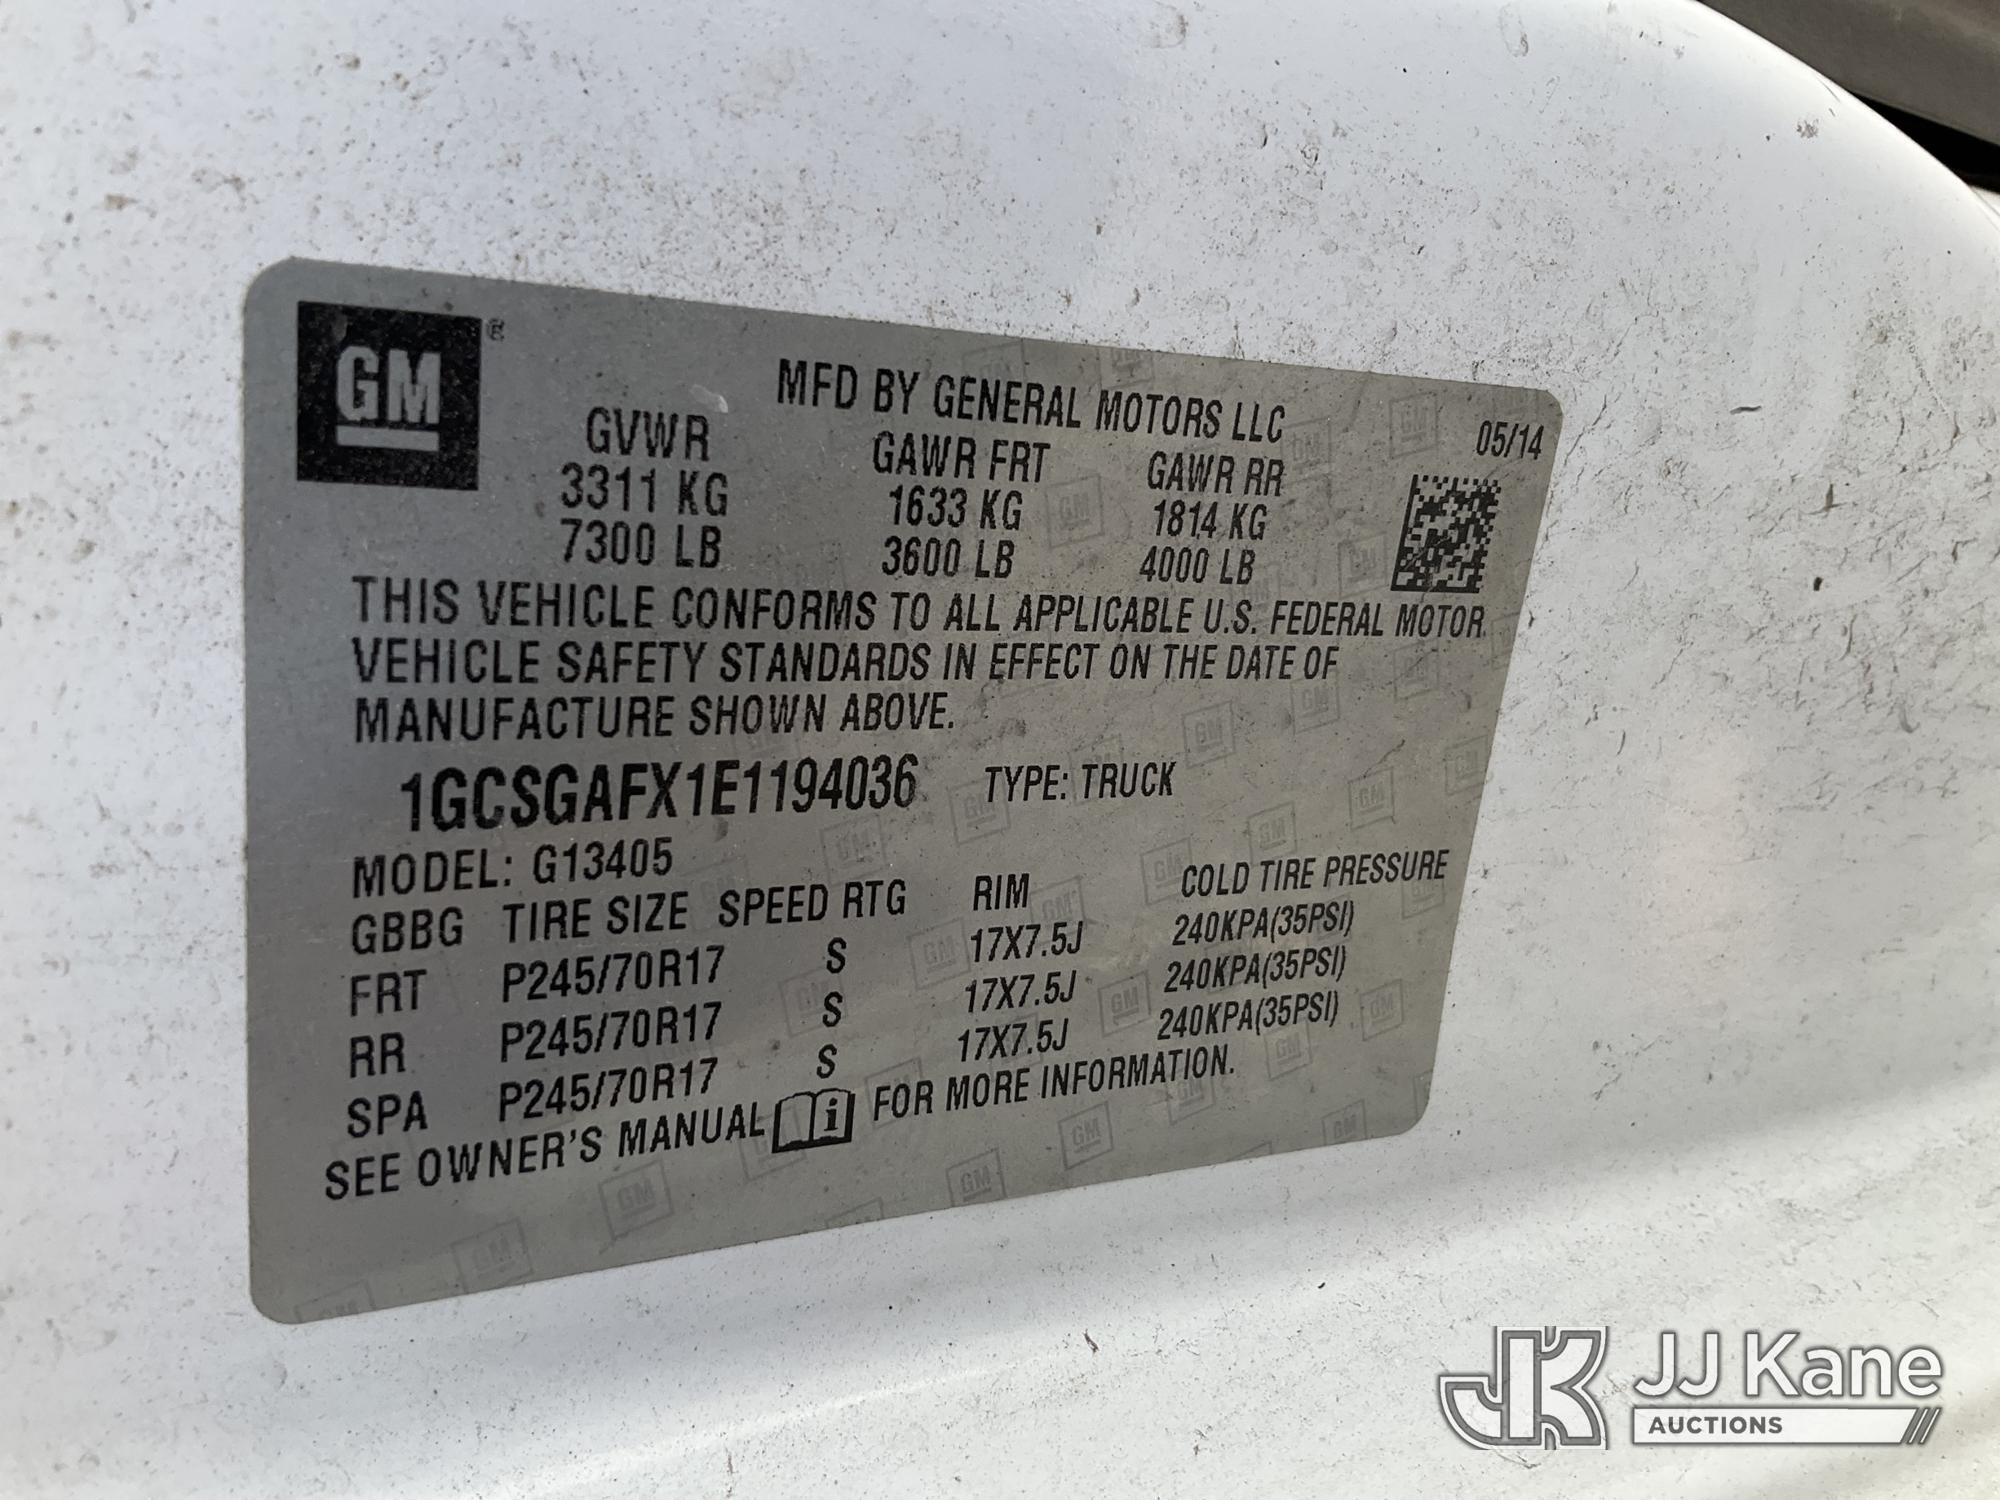 GM
MFD BY GENERAL MOTORS LLC
05/14
GVWR GAWR FRT GAWR RR
3311 KG 1633 KG 1814 KG
7300 LB 3600 LB 4000 LB
THIS VEHICLE CONFORMS TO ALL APPLICABLE U.S. FEDERAL MOTOR
VEHICLE SAFETY STANDARDS IN EFFECT ON THE DATE OF
MANUFACTURE SHOWN ABOVE.
1GCSGAFX1E1194036 TYPE: TRUCK
MODEL: G13405
GBBG TIRE SIZE SPEED RTG RIM COLD TIRE PRESSURE
FRT P245/70R17 S 17X7.5J 240KPA(35PSI)
RR P245/70R17 S 17X7.5J 240KPA(35PSI)
SPA P245/70R17 S 17X7.5J 240KPA(35PSI)
SEE OWNER'S MANUAL i FOR MORE INFORMATION.
JK JJ Kane
AUCTIONS